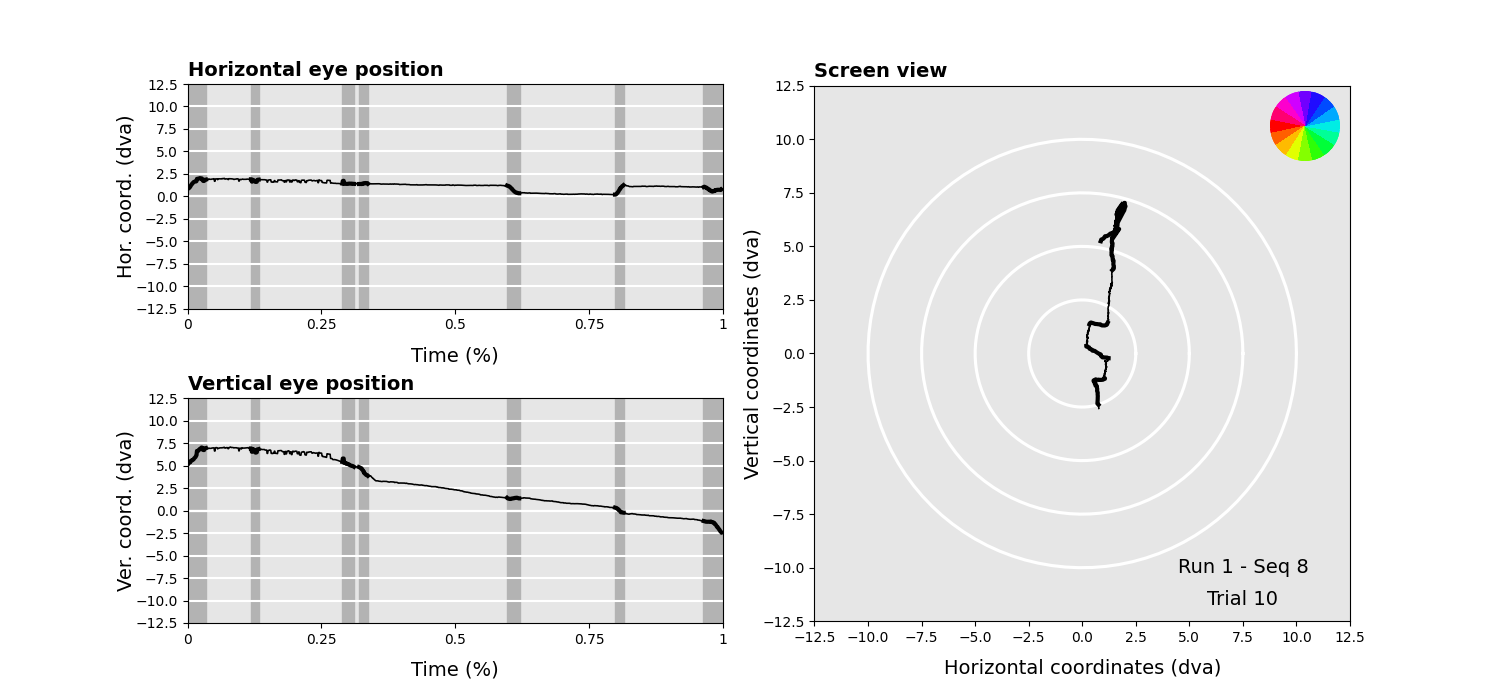 Horizontal eye position
Hor. coord. (dva)
12.5
10.0
7.5
5.0
2.5
0.0
−2.5
−5.0
−7.5
−10.0
−12.5
0 0.25 0.5 0.75 1
Time (%)
Vertical eye position
Ver. coord. (dva)
12.5
10.0
7.5
5.0
2.5
0.0
−2.5
−5.0
−7.5
−10.0
−12.5
0 0.25 0.5 0.75 1
Time (%)
Screen view
Vertical coordinates (dva)
12.5
10.0
7.5
5.0
2.5
0.0
−2.5
−5.0
−7.5
−10.0
−12.5
Run 1 - Seq 8
Trial 10
−12.5 −10.0 −7.5 −5.0 −2.5 0.0 2.5 5.0 7.5 10.0 12.5
Horizontal coordinates (dva)